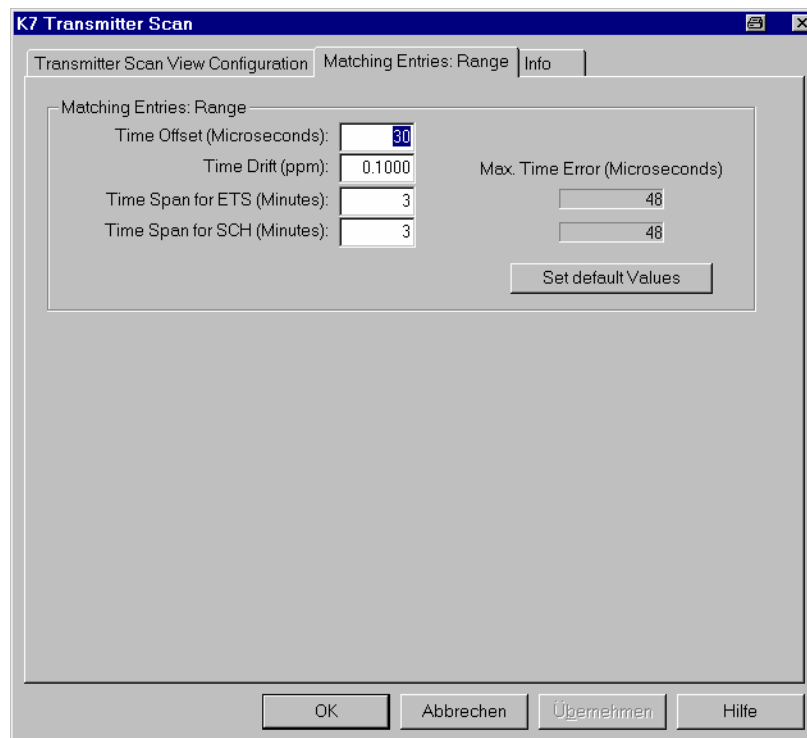 K7 Transmitter Scan
Transmitter Scan View Configuration
Matching Entries: Range
Info
Matching Entries: Range
Time Offset (Microseconds): 30
Time Drift (ppm): 0.1000
Max. Time Error (Microseconds)
Time Span for ETS (Minutes): 3
48
Time Span for SCH (Minutes): 3
48
Set default Values
OK
Abbrechen
Übernehmen
Hilfe